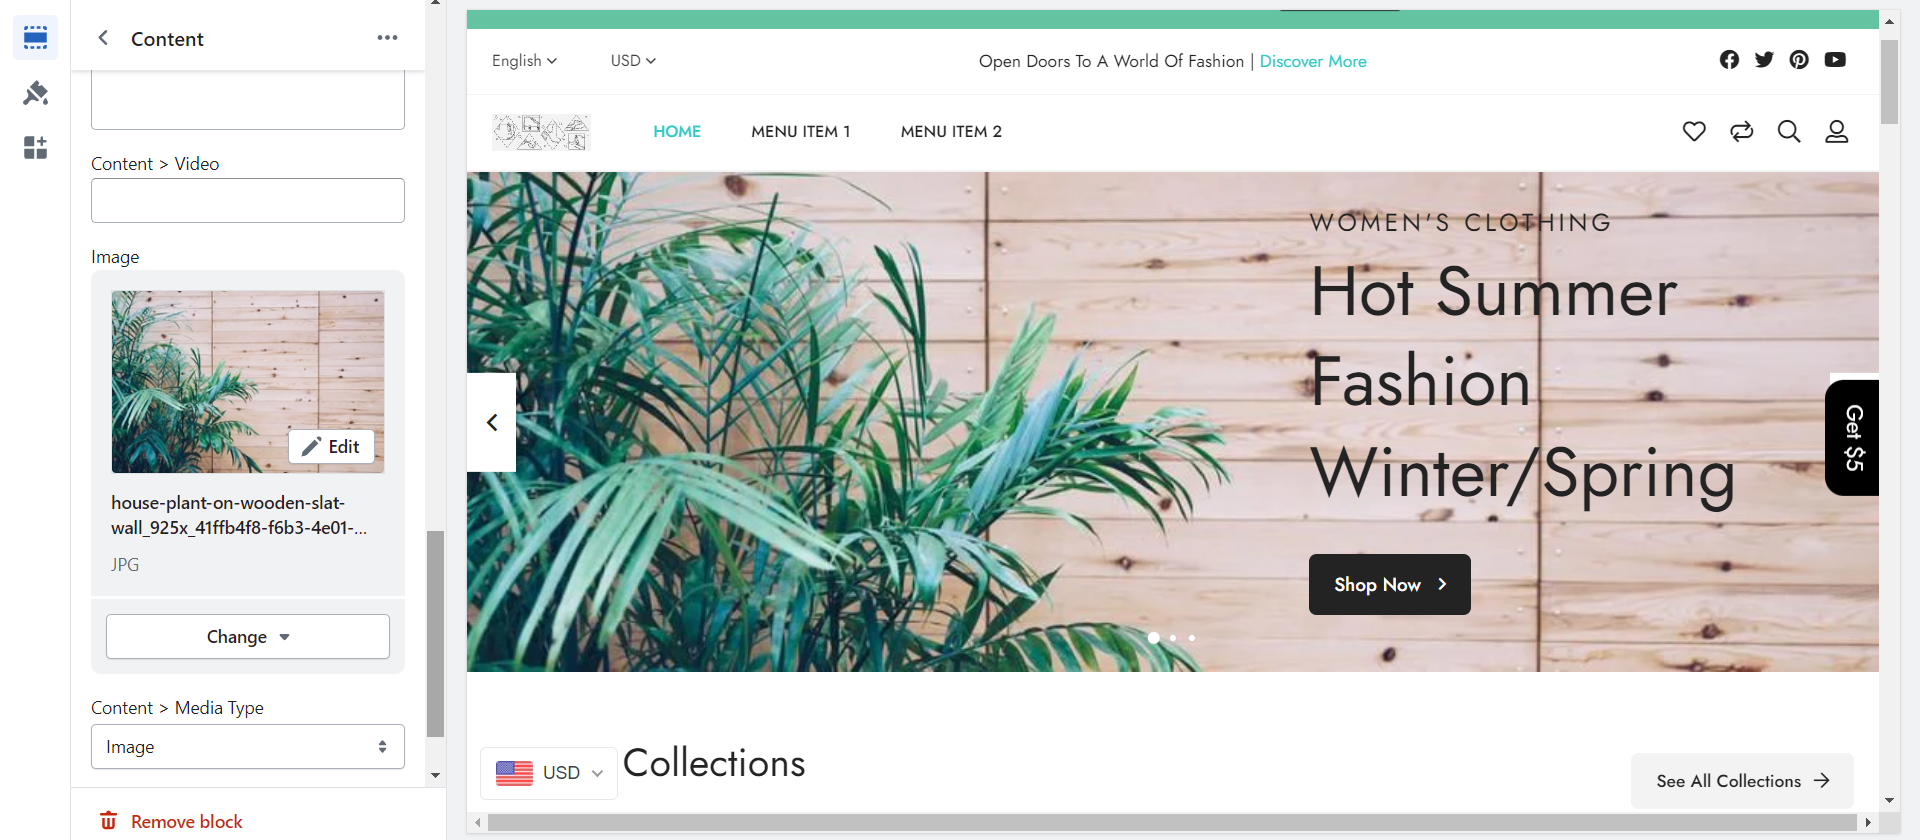 Content
Content > Video
Image
Edit
house-plant-on-wooden-slat-
wall_925x_41ffb4f8-f6b3-4e01-...
JPG
Change
Content > Media Type
Image
Remove block
English
USD
Open Doors To A World Of Fashion | Discover More
HOME
MENU ITEM 1
MENU ITEM 2
WOMEN'S CLOTHING
Hot Summer
Fashion
Winter/Spring
Shop Now
Get $5
USD
Collections
See All Collections